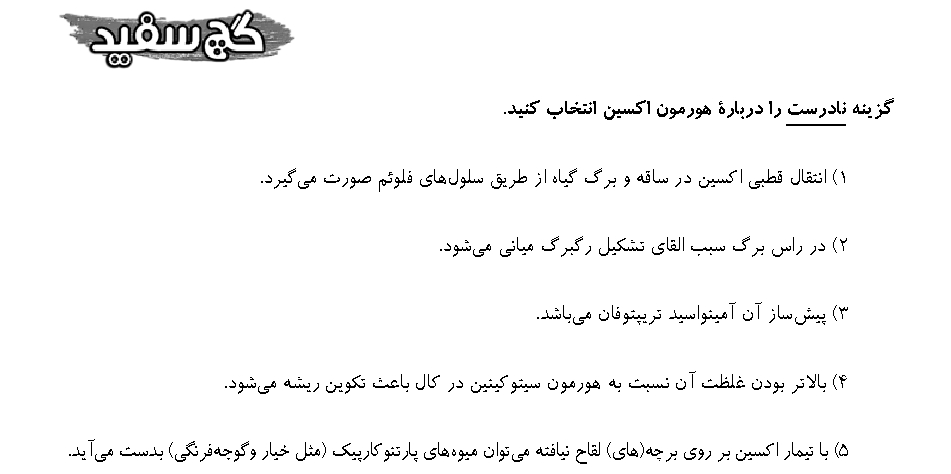 گچ سفید
گزینه نادرست را دربارهٔ هورمون اکسین انتخاب کنید.
۱) انتقال قطبی اکسین در ساقه و برگ گیاه از طریق سلول‌های فلوئم صورت می‌گیرد.
۲) در راس برگ سبب القای تشکیل رگبرگ میانی می‌شود.
۳) پیش‌ساز آن آمینواسید تریپتوفان می‌باشد.
۴) بالاتر بودن غلظت آن نسبت به هورمون سیتوکینین در کال باعث تکوین ریشه می‌شود.
۵) با تیمار اکسین بر روی برچه(های) لقاح نیافته می‌توان میوه‌های پارتنوکارپیک (مثل خیار وگوجه‌فرنگی) بدست می‌آید.